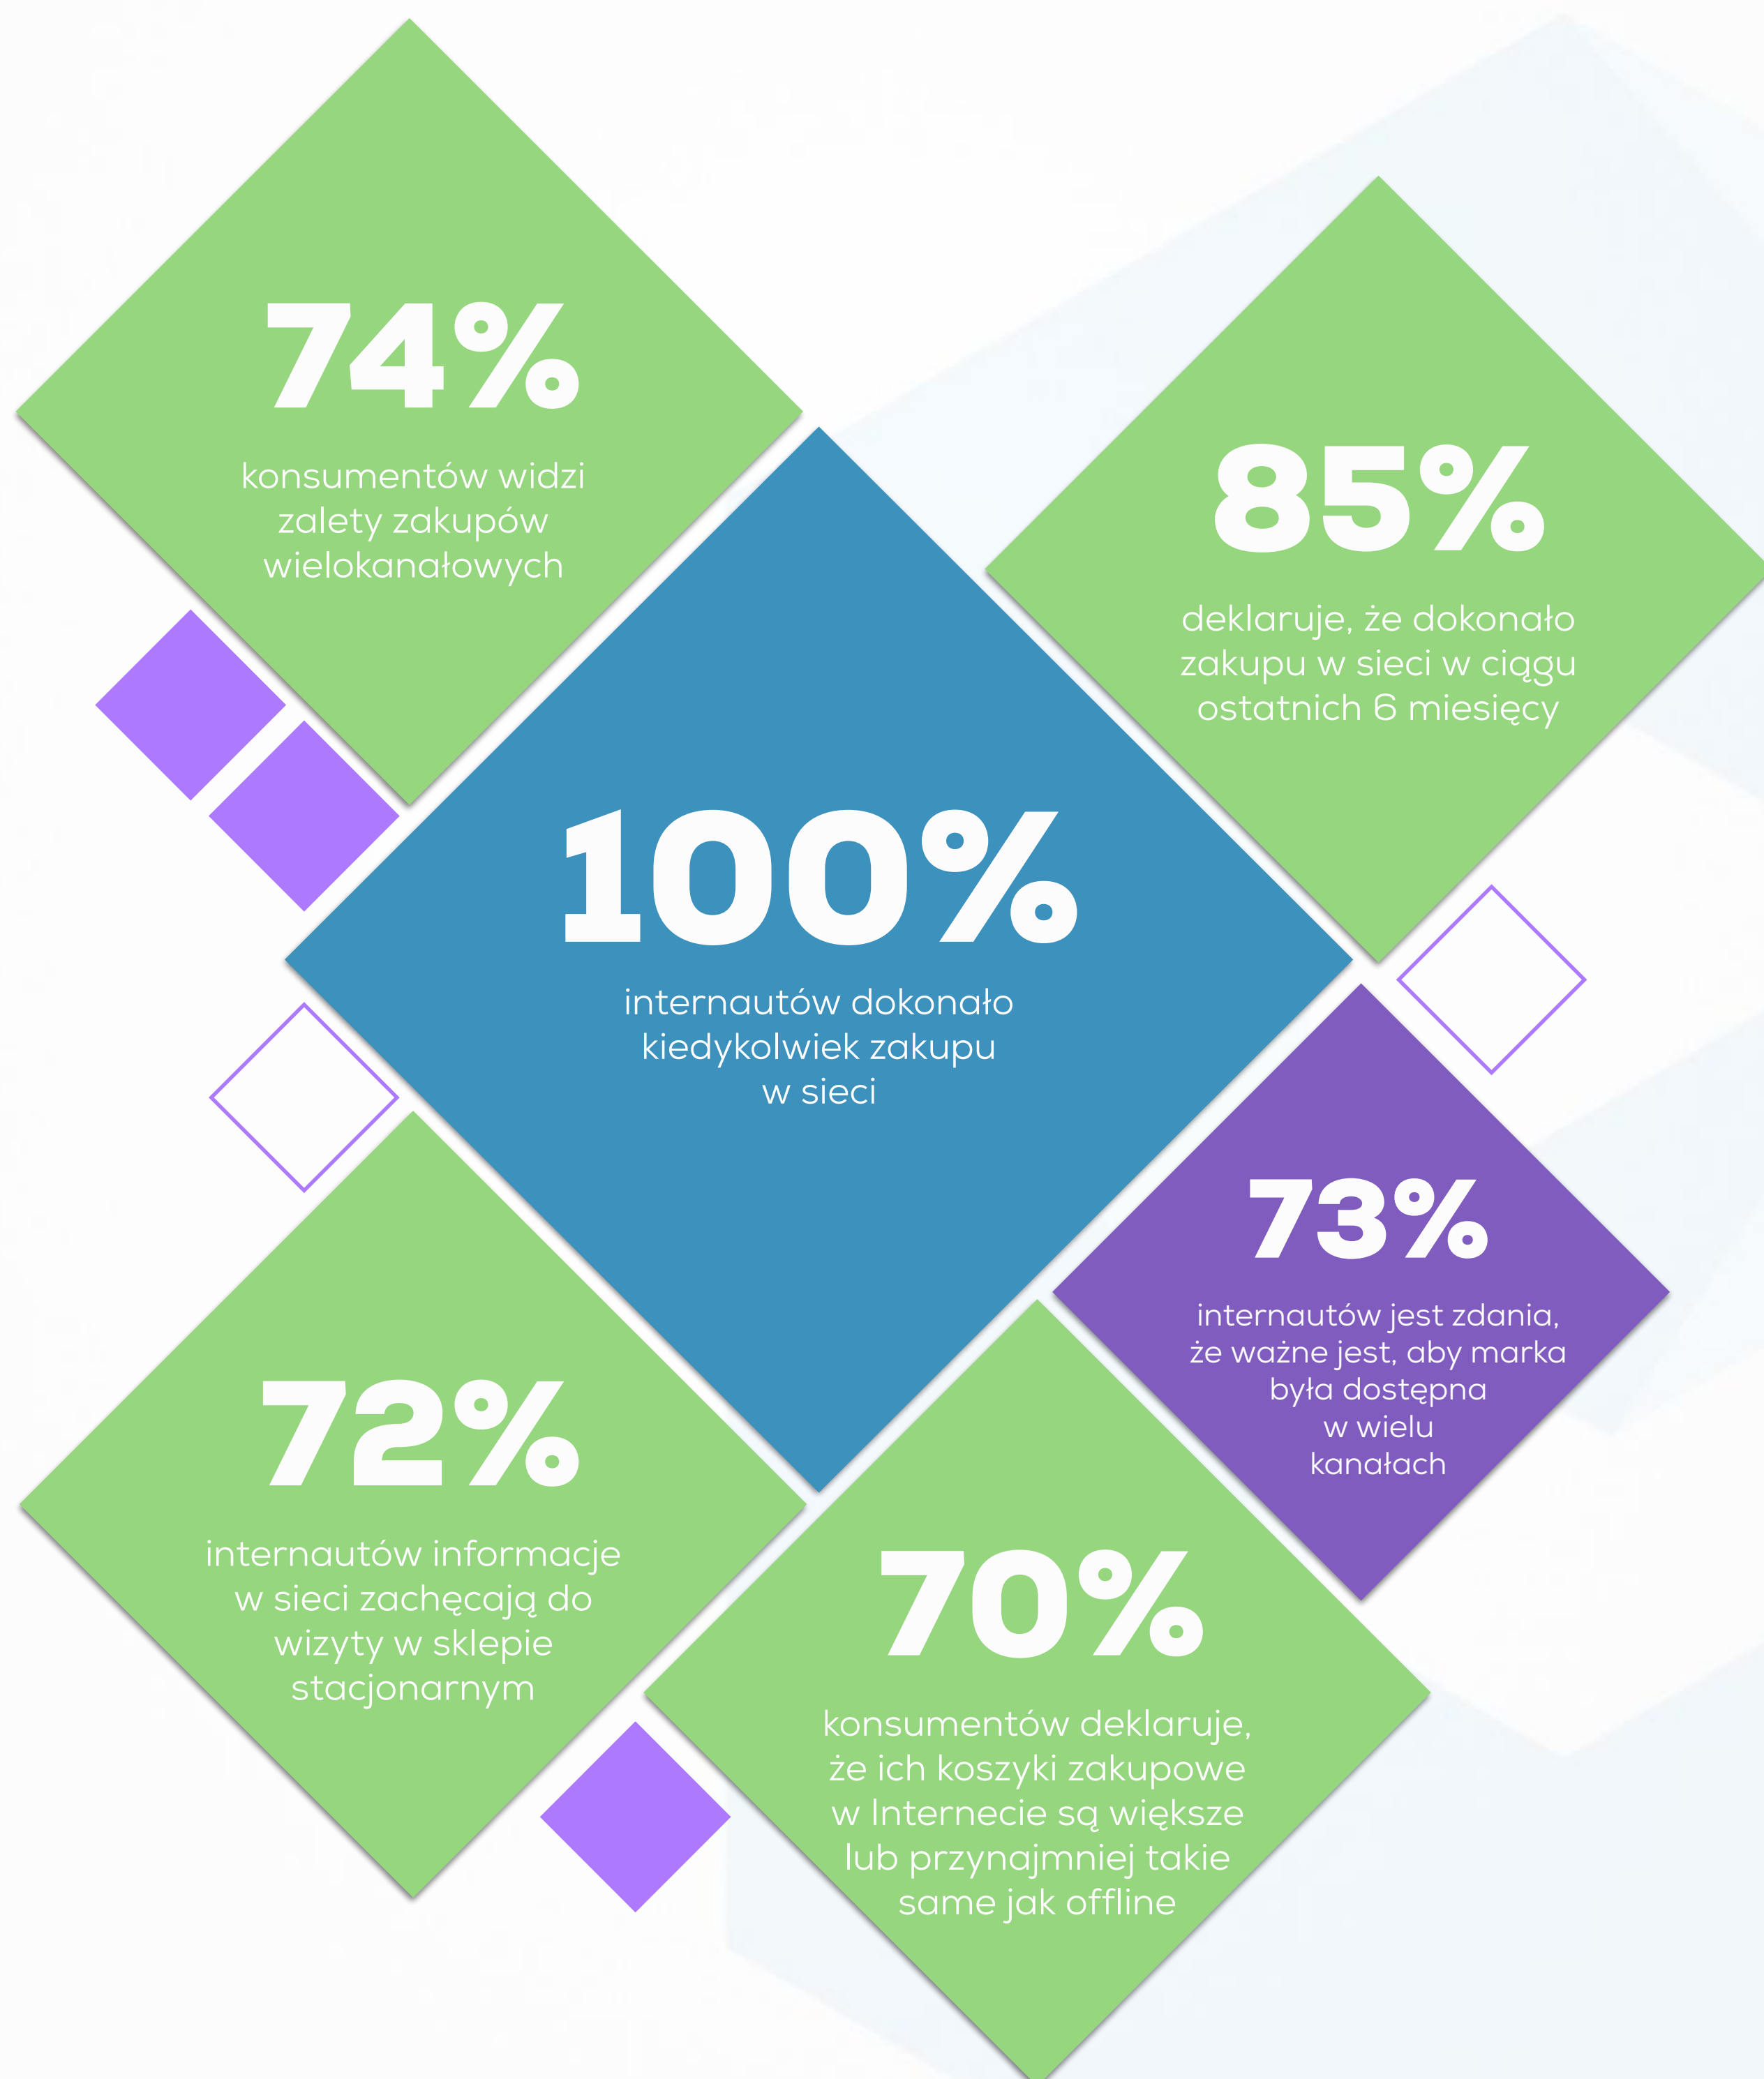 74%
konsumentów widzi
zalety zakupów
wielokanałowych
85%
deklaruje, że dokonało
zakupu w sieci w ciągu
ostatnich 6 miesięcy
100%
internautów dokonało
kiedykolwiek zakupu
w sieci
73%
internautów jest zdania,
że ważne jest, aby marka
była dostępna
w wielu
kanałach
72%
internautów informacje
w sieci zachęcają do
wizyty w sklepie
stacjonarnym
70%
konsumentów deklaruje,
że ich koszyki zakupowe
w Internecie są większe
lub przynajmniej takie
same jak offline